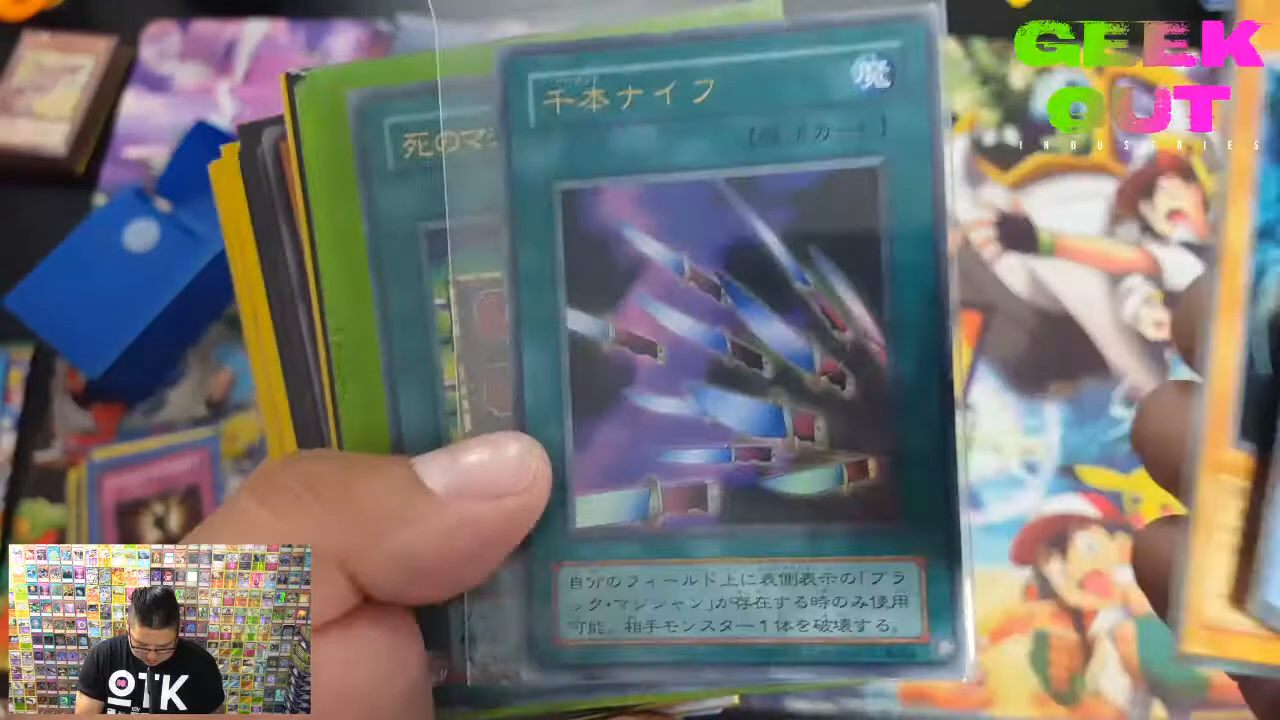 GEEK
OUT
INDUSTRIES
千本ナイフ
魔
死のマ
自分のフィールド上に表側表示の「ブラ
ック・マジシャン」が存在する時のみ使用
可能。相手モンスター1体を破壊する。
OTK